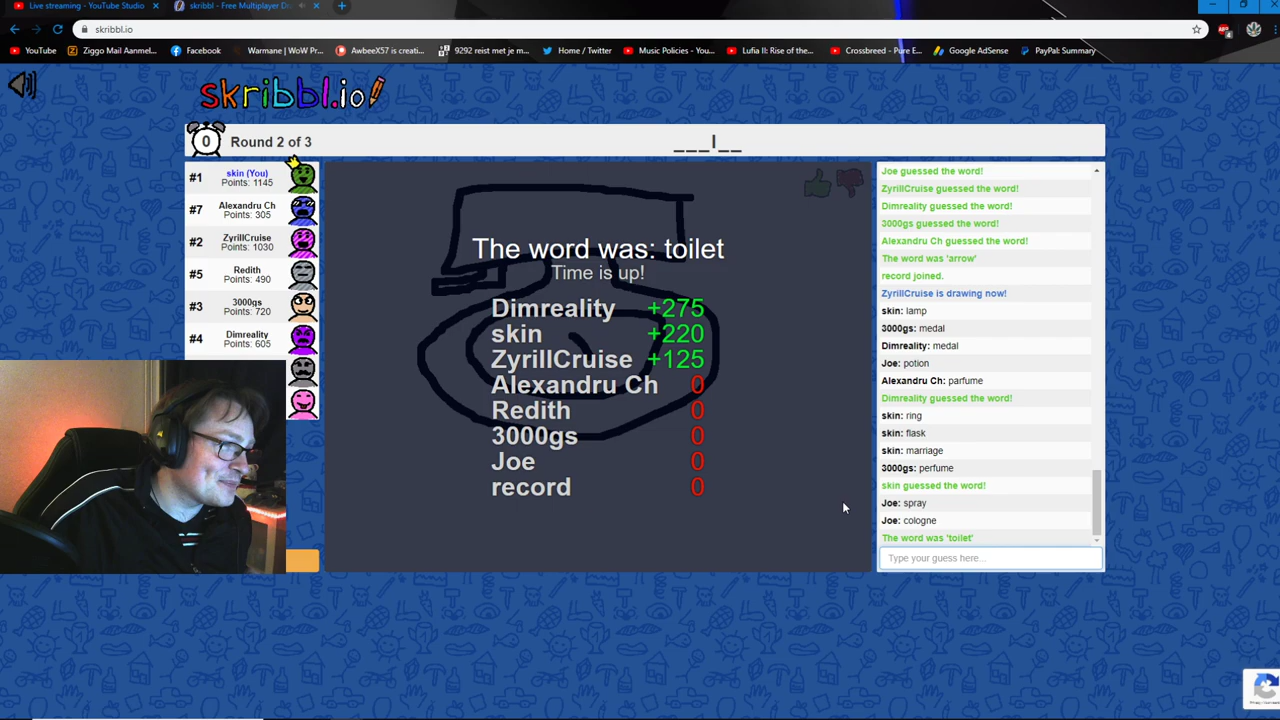 Live streaming - YouTube Studio
skribbl - Free Multiplayer Dr
skribbl.io
YouTube
Ziggo Mail Aanmel...
Facebook
Warmane | WoW Pr...
AwbeeX57 is creati...
9292 reist met je m...
Home / Twitter
Music Policies - You...
Lufia II: Rise of the...
Crossbreed - Pure E...
Google AdSense
PayPal: Summary
skribbl.io!
0
Round 2 of 3
___l__
#1
skin (You)
Points: 1145
#7
Alexandru Ch
Points: 305
#2
ZyrillCruise
Points: 1030
#5
Redith
Points: 490
#3
3000gs
Points: 720
#4
Dimreality
Points: 605
The word was: toilet
Time is up!
Dimreality +275
skin +220
ZyrillCruise +125
Alexandru Ch 0
Redith 0
3000gs 0
Joe 0
record 0
Joe guessed the word!
ZyrillCruise guessed the word!
Dimreality guessed the word!
3000gs guessed the word!
Alexandru Ch guessed the word!
The word was 'arrow'
record joined.
ZyrillCruise is drawing now!
skin: lamp
3000gs: medal
Dimreality: medal
Joe: potion
Alexandru Ch: parfume
Dimreality guessed the word!
skin: ring
skin: flask
skin: marriage
3000gs: perfume
skin guessed the word!
Joe: spray
Joe: cologne
The word was 'toilet'
Type your guess here...